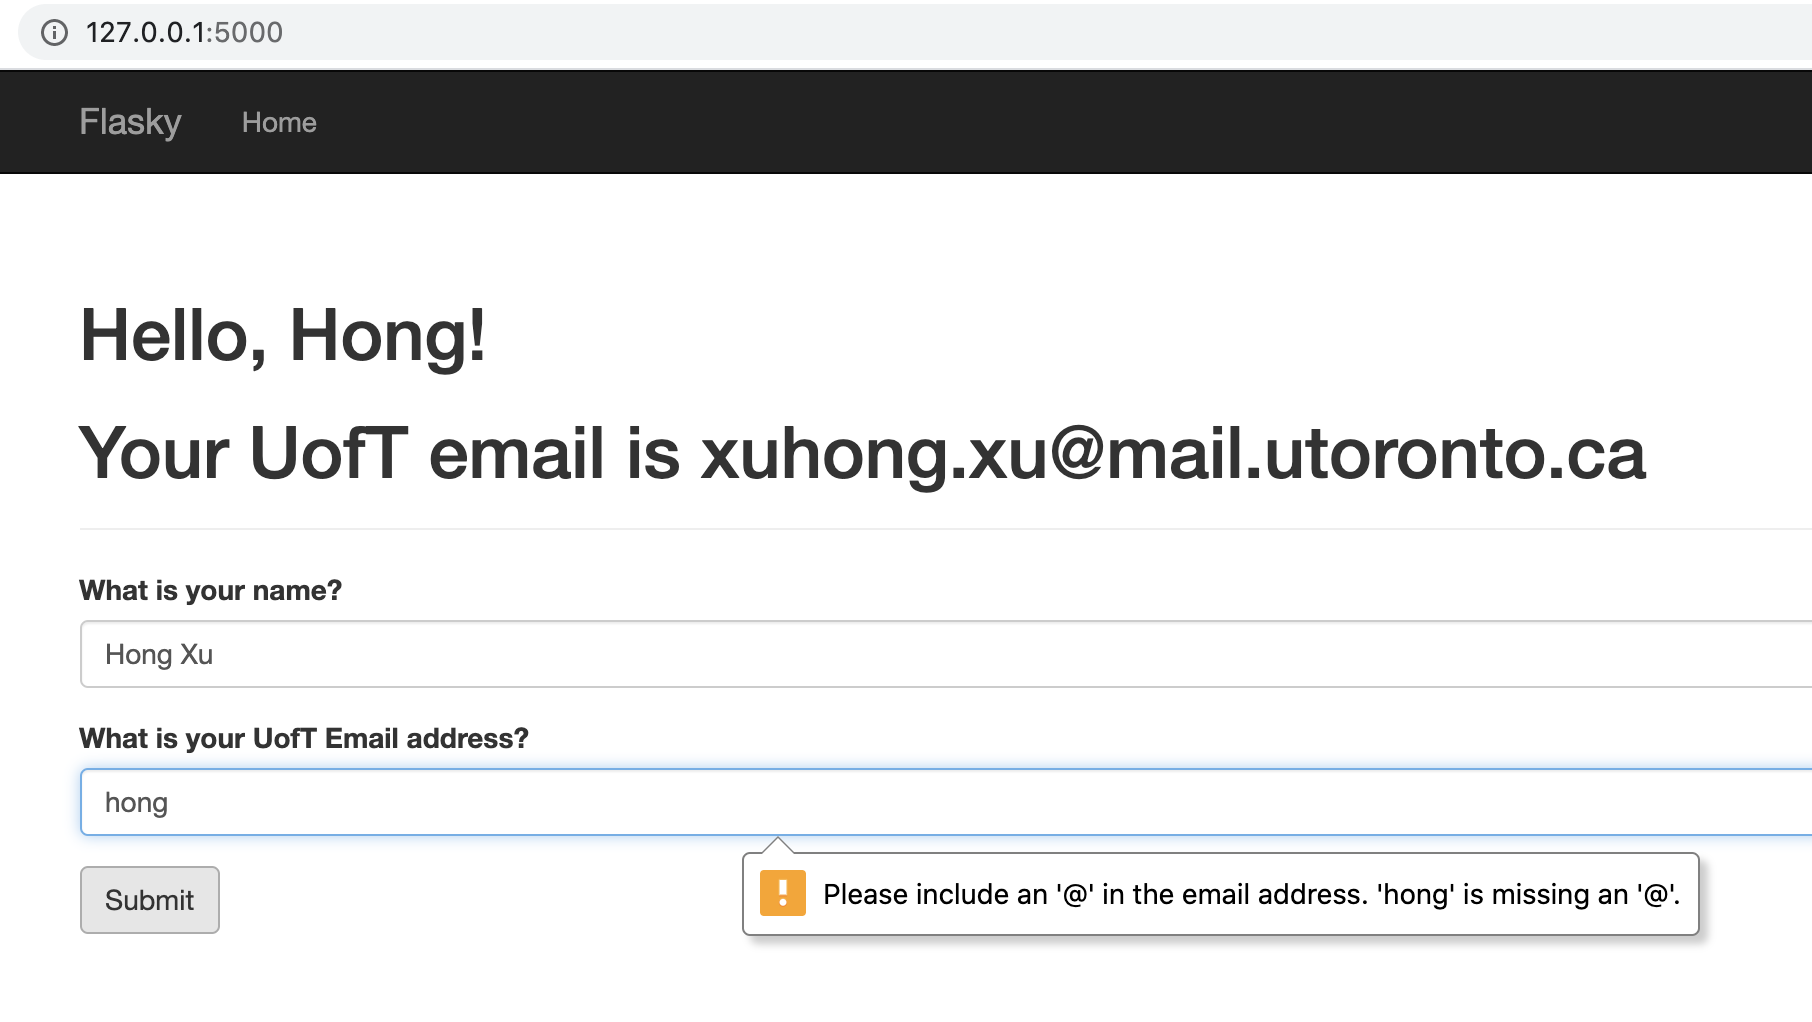 127.0.0.1:5000
Flasky Home
Hello, Hong!
Your UofT email is xuhong.xu@mail.utoronto.ca
What is your name?
Hong Xu
What is your UofT Email address?
hong
Submit
Please include an '@' in the email address. 'hong' is missing an '@'.